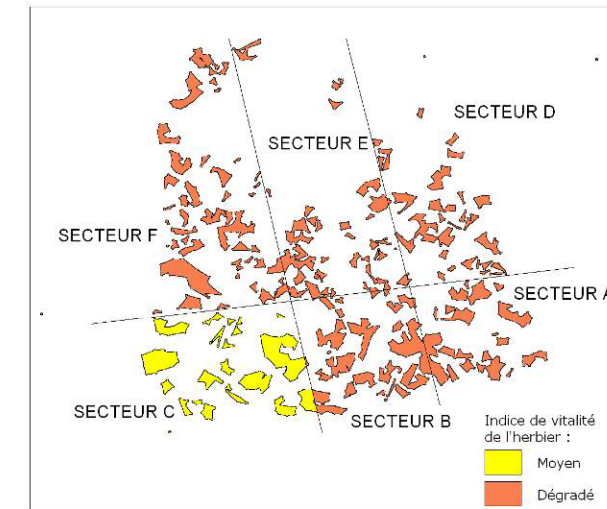 SECTEUR D
SECTEUR E
SECTEUR F
SECTEUR A
SECTEUR C
SECTEUR B
Indice de vitalité
de l'herbier :
Moyen
Dégradé